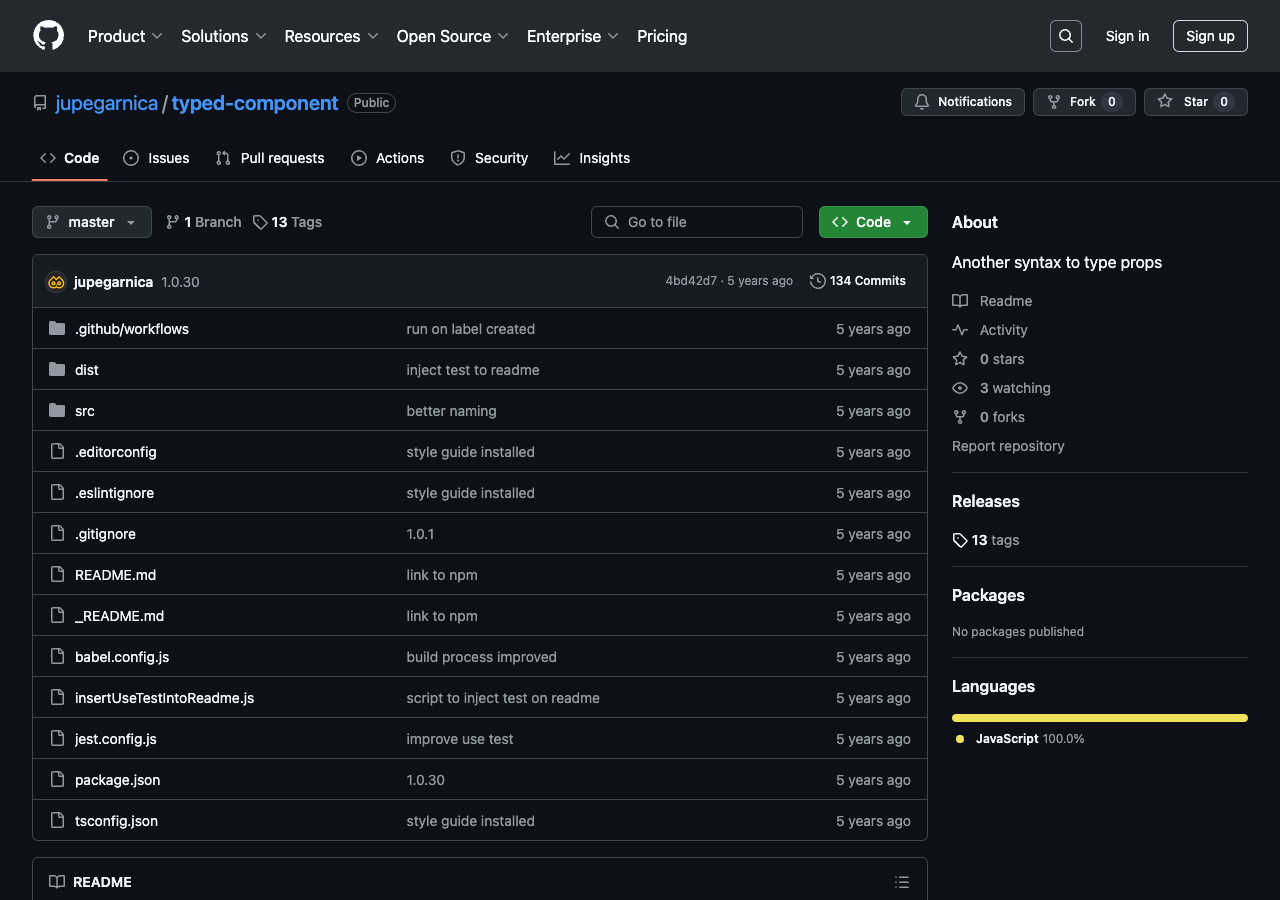 Product Solutions Resources Open Source Enterprise Pricing Sign in Sign up
jupegarnica / typed-component Public Notifications Fork 0 Star 0
Code Issues Pull requests Actions Security Insights
master 1 Branch 13 Tags Go to file Code
jupegarnica 1.0.30 4bd42d7 · 5 years ago 134 Commits
.github/workflows run on label created 5 years ago
dist inject test to readme 5 years ago
src better naming 5 years ago
.editorconfig style guide installed 5 years ago
.eslintignore style guide installed 5 years ago
.gitignore 1.0.1 5 years ago
README.md link to npm 5 years ago
_README.md link to npm 5 years ago
babel.config.js build process improved 5 years ago
insertUseTestIntoReadme.js script to inject test on readme 5 years ago
jest.config.js improve use test 5 years ago
package.json 1.0.30 5 years ago
tsconfig.json style guide installed 5 years ago
README
About
Another syntax to type props
Readme
Activity
0 stars
3 watching
0 forks
Report repository
Releases
13 tags
Packages
No packages published
Languages
JavaScript 100.0%